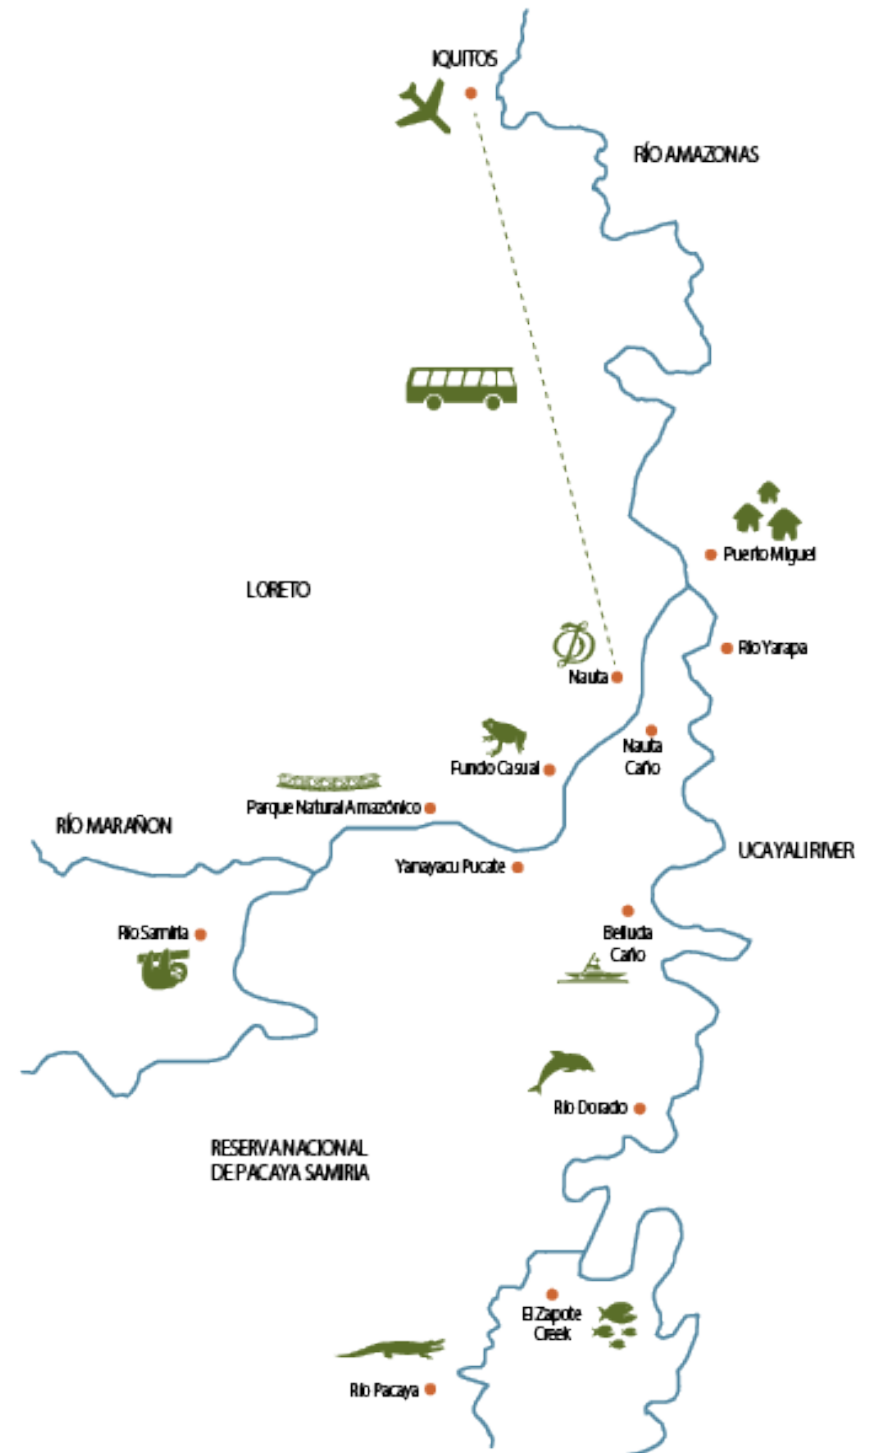 IQUITOS
RÍO AMAZONAS
Puerto Miguel
LORETO
Río Yarapa
Nauta
Nauta
Caño
Fundo Casual
Parque Natural Amazónico
RÍO MARAÑON
UCAYALI RIVER
Yanayacu Pucate
Río Samiria
Belluda
Caño
Río Dorado
RESERVA NACIONAL
DE PACAYA SAMIRIA
El Zapote
Creek
Río Pacaya